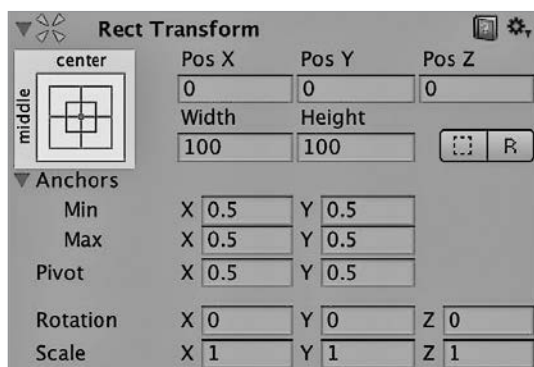 Rect Transform
center
middle
Pos X Pos Y Pos Z
0 0 0
Width Height
100 100
R
Anchors
Min X 0.5 Y 0.5
Max X 0.5 Y 0.5
Pivot X 0.5 Y 0.5
Rotation X 0 Y 0 Z 0
Scale X 1 Y 1 Z 1